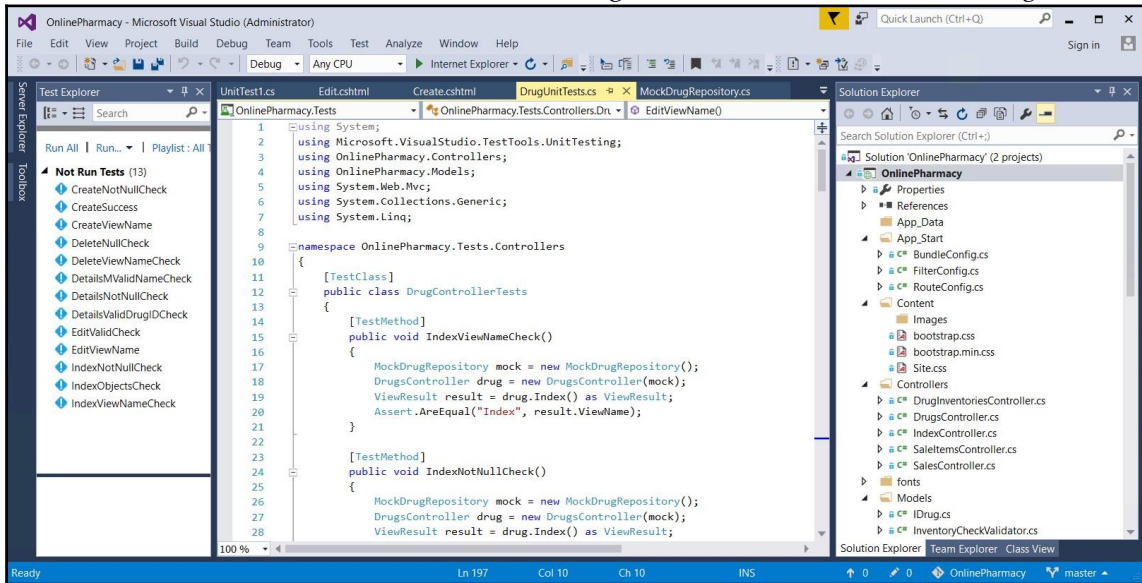 OnlinePharmacy - Microsoft Visual Studio (Administrator)
Quick Launch (Ctrl+Q)
File Edit View Project Build Debug Team Tools Test Analyze Window Help
Sign in
Debug Any CPU Internet Explorer
Server Explorer
Toolbox
Test Explorer
Search
Run All | Run... | Playlist : All T
Not Run Tests (13)
CreateNotNullCheck
CreateSuccess
CreateViewName
DeleteNullCheck
DeleteViewNameCheck
DetailsMValidNameCheck
DetailsNotNullCheck
DetailsValidDrugIDCheck
EditValidCheck
EditViewName
IndexNotNullCheck
IndexObjectsCheck
IndexViewNameCheck
UnitTest1.cs Edit.cshtml Create.cshtml DrugUnitTests.cs MockDrugRepository.cs
OnlinePharmacy.Tests OnlinePharmacy.Tests.Controllers.Dru EditViewName()
1 using System;
2 using Microsoft.VisualStudio.TestTools.UnitTesting;
3 using OnlinePharmacy.Controllers;
4 using OnlinePharmacy.Models;
5 using System.Web.Mvc;
6 using System.Collections.Generic;
7 using System.Linq;
8
9 namespace OnlinePharmacy.Tests.Controllers
10 {
11 [TestClass]
12 public class DrugControllerTests
13 {
14 [TestMethod]
15 public void IndexViewNameCheck()
16 {
17 MockDrugRepository mock = new MockDrugRepository();
18 DrugsController drug = new DrugsController(mock);
19 ViewResult result = drug.Index() as ViewResult;
20 Assert.AreEqual("Index", result.ViewName);
21 }
22
23 [TestMethod]
24 public void IndexNotNullCheck()
25 {
26 MockDrugRepository mock = new MockDrugRepository();
27 DrugsController drug = new DrugsController(mock);
28 ViewResult result = drug.Index() as ViewResult;
100 %
Solution Explorer
Search Solution Explorer (Ctrl+;)
Solution 'OnlinePharmacy' (2 projects)
OnlinePharmacy
Properties
References
App_Data
App_Start
C# BundleConfig.cs
C# FilterConfig.cs
C# RouteConfig.cs
Content
Images
bootstrap.css
bootstrap.min.css
Site.css
Controllers
C# DrugInventoriesController.cs
C# DrugsController.cs
C# IndexController.cs
C# SaleItemsController.cs
C# SalesController.cs
fonts
Models
C# IDrug.cs
C# InventoryCheckValidator.cs
Solution Explorer Team Explorer Class View
Ready Ln 197 Col 10 Ch 10 INS 0 0 OnlinePharmacy master